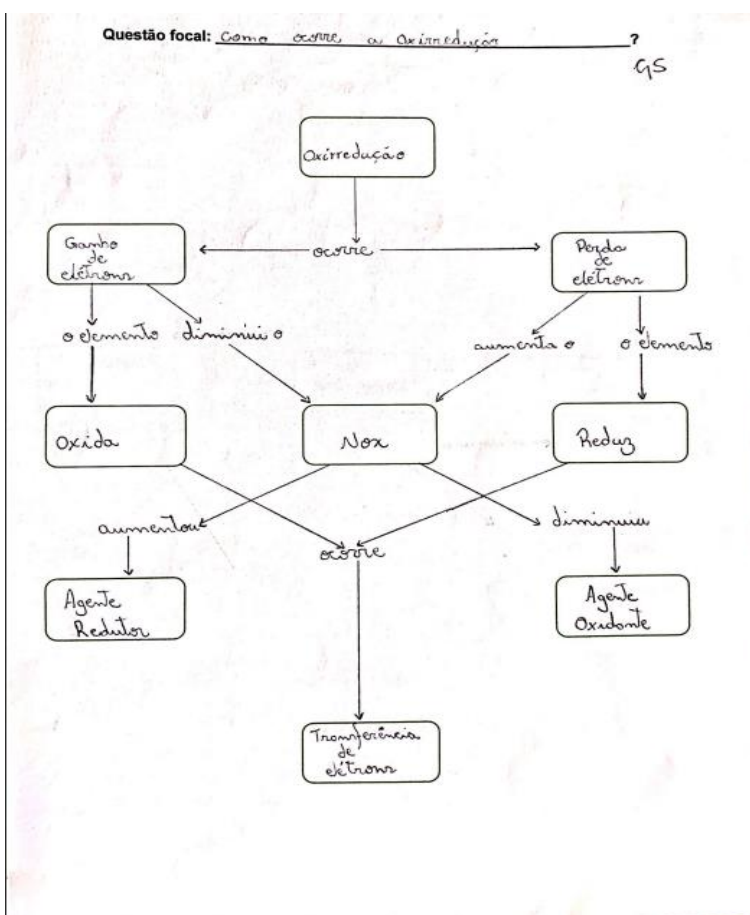 Questão focal: Como ocorre a Oxirredução ?
GS
Oxirredução
Ganho
de
elétrons
ocorre
Perda
de
elétrons
o elemento
diminúi o
aumenta o
o elemento
Oxida
Nox
Reduz
aumentou
ocorre
diminuiu
Agente
Redutor
Agente
Oxidante
Transferência
de
elétrons